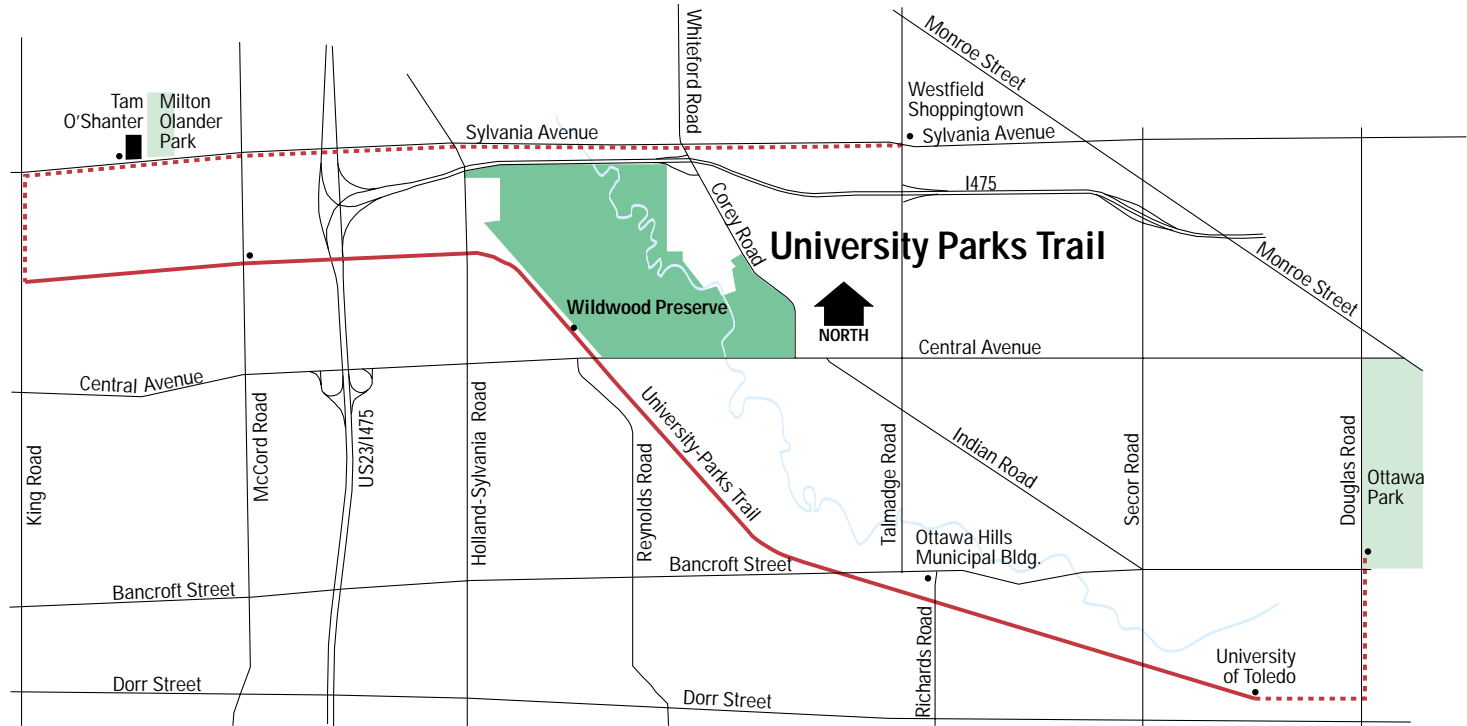 Whiteford Road
Monroe Street
Tam
O'Shanter
Milton
Olander
Park
Westfield
Shoppingtown
Sylvania Avenue
Sylvania Avenue
I475
Corey Road
University Parks Trail
Monroe Street
Wildwood Preserve
NORTH
Central Avenue
Central Avenue
King Road
McCord Road
US23/I475
Holland-Sylvania Road
Reynolds Road
University-Parks Trail
Talmadge Road
Indian Road
Secor Road
Douglas Road
Ottawa
Park
Ottawa Hills
Municipal Bldg.
Bancroft Street
Bancroft Street
Richards Road
University
of Toledo
Dorr Street
Dorr Street